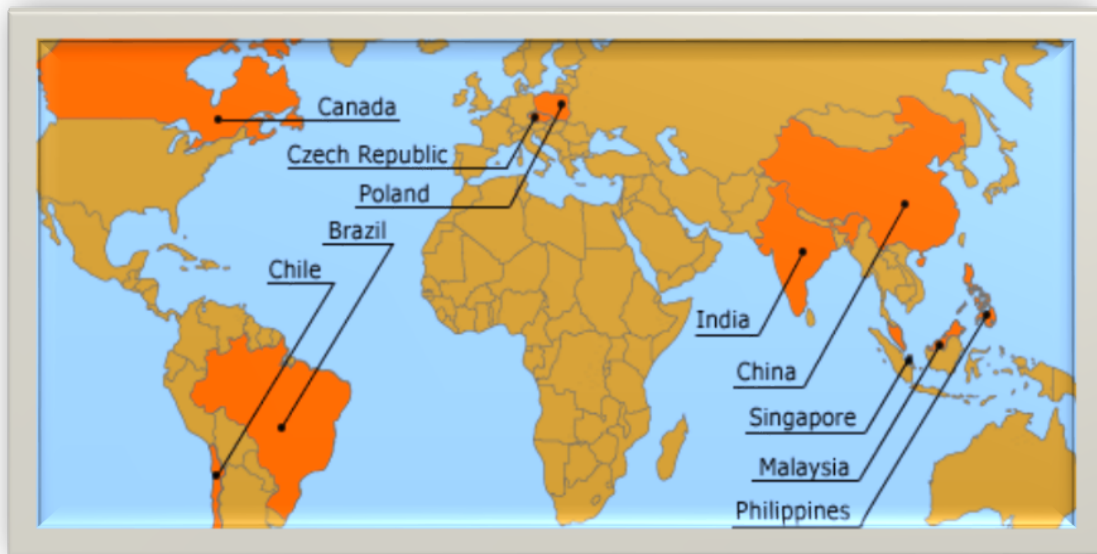 Canada
Czech Republic
Poland
Brazil
Chile
India
China
Singapore
Malaysia
Philippines